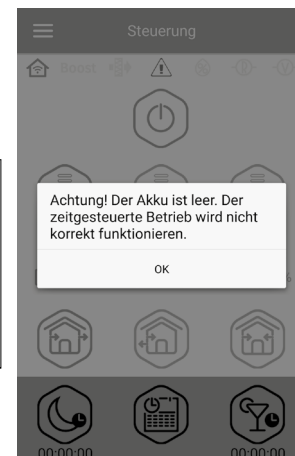 Steuerung
Boost
Achtung! Der Akku ist leer. Der
zeitgesteuerte Betrieb wird nicht
korrekt funktionieren.
OK
%
00:00:00 00:00:00